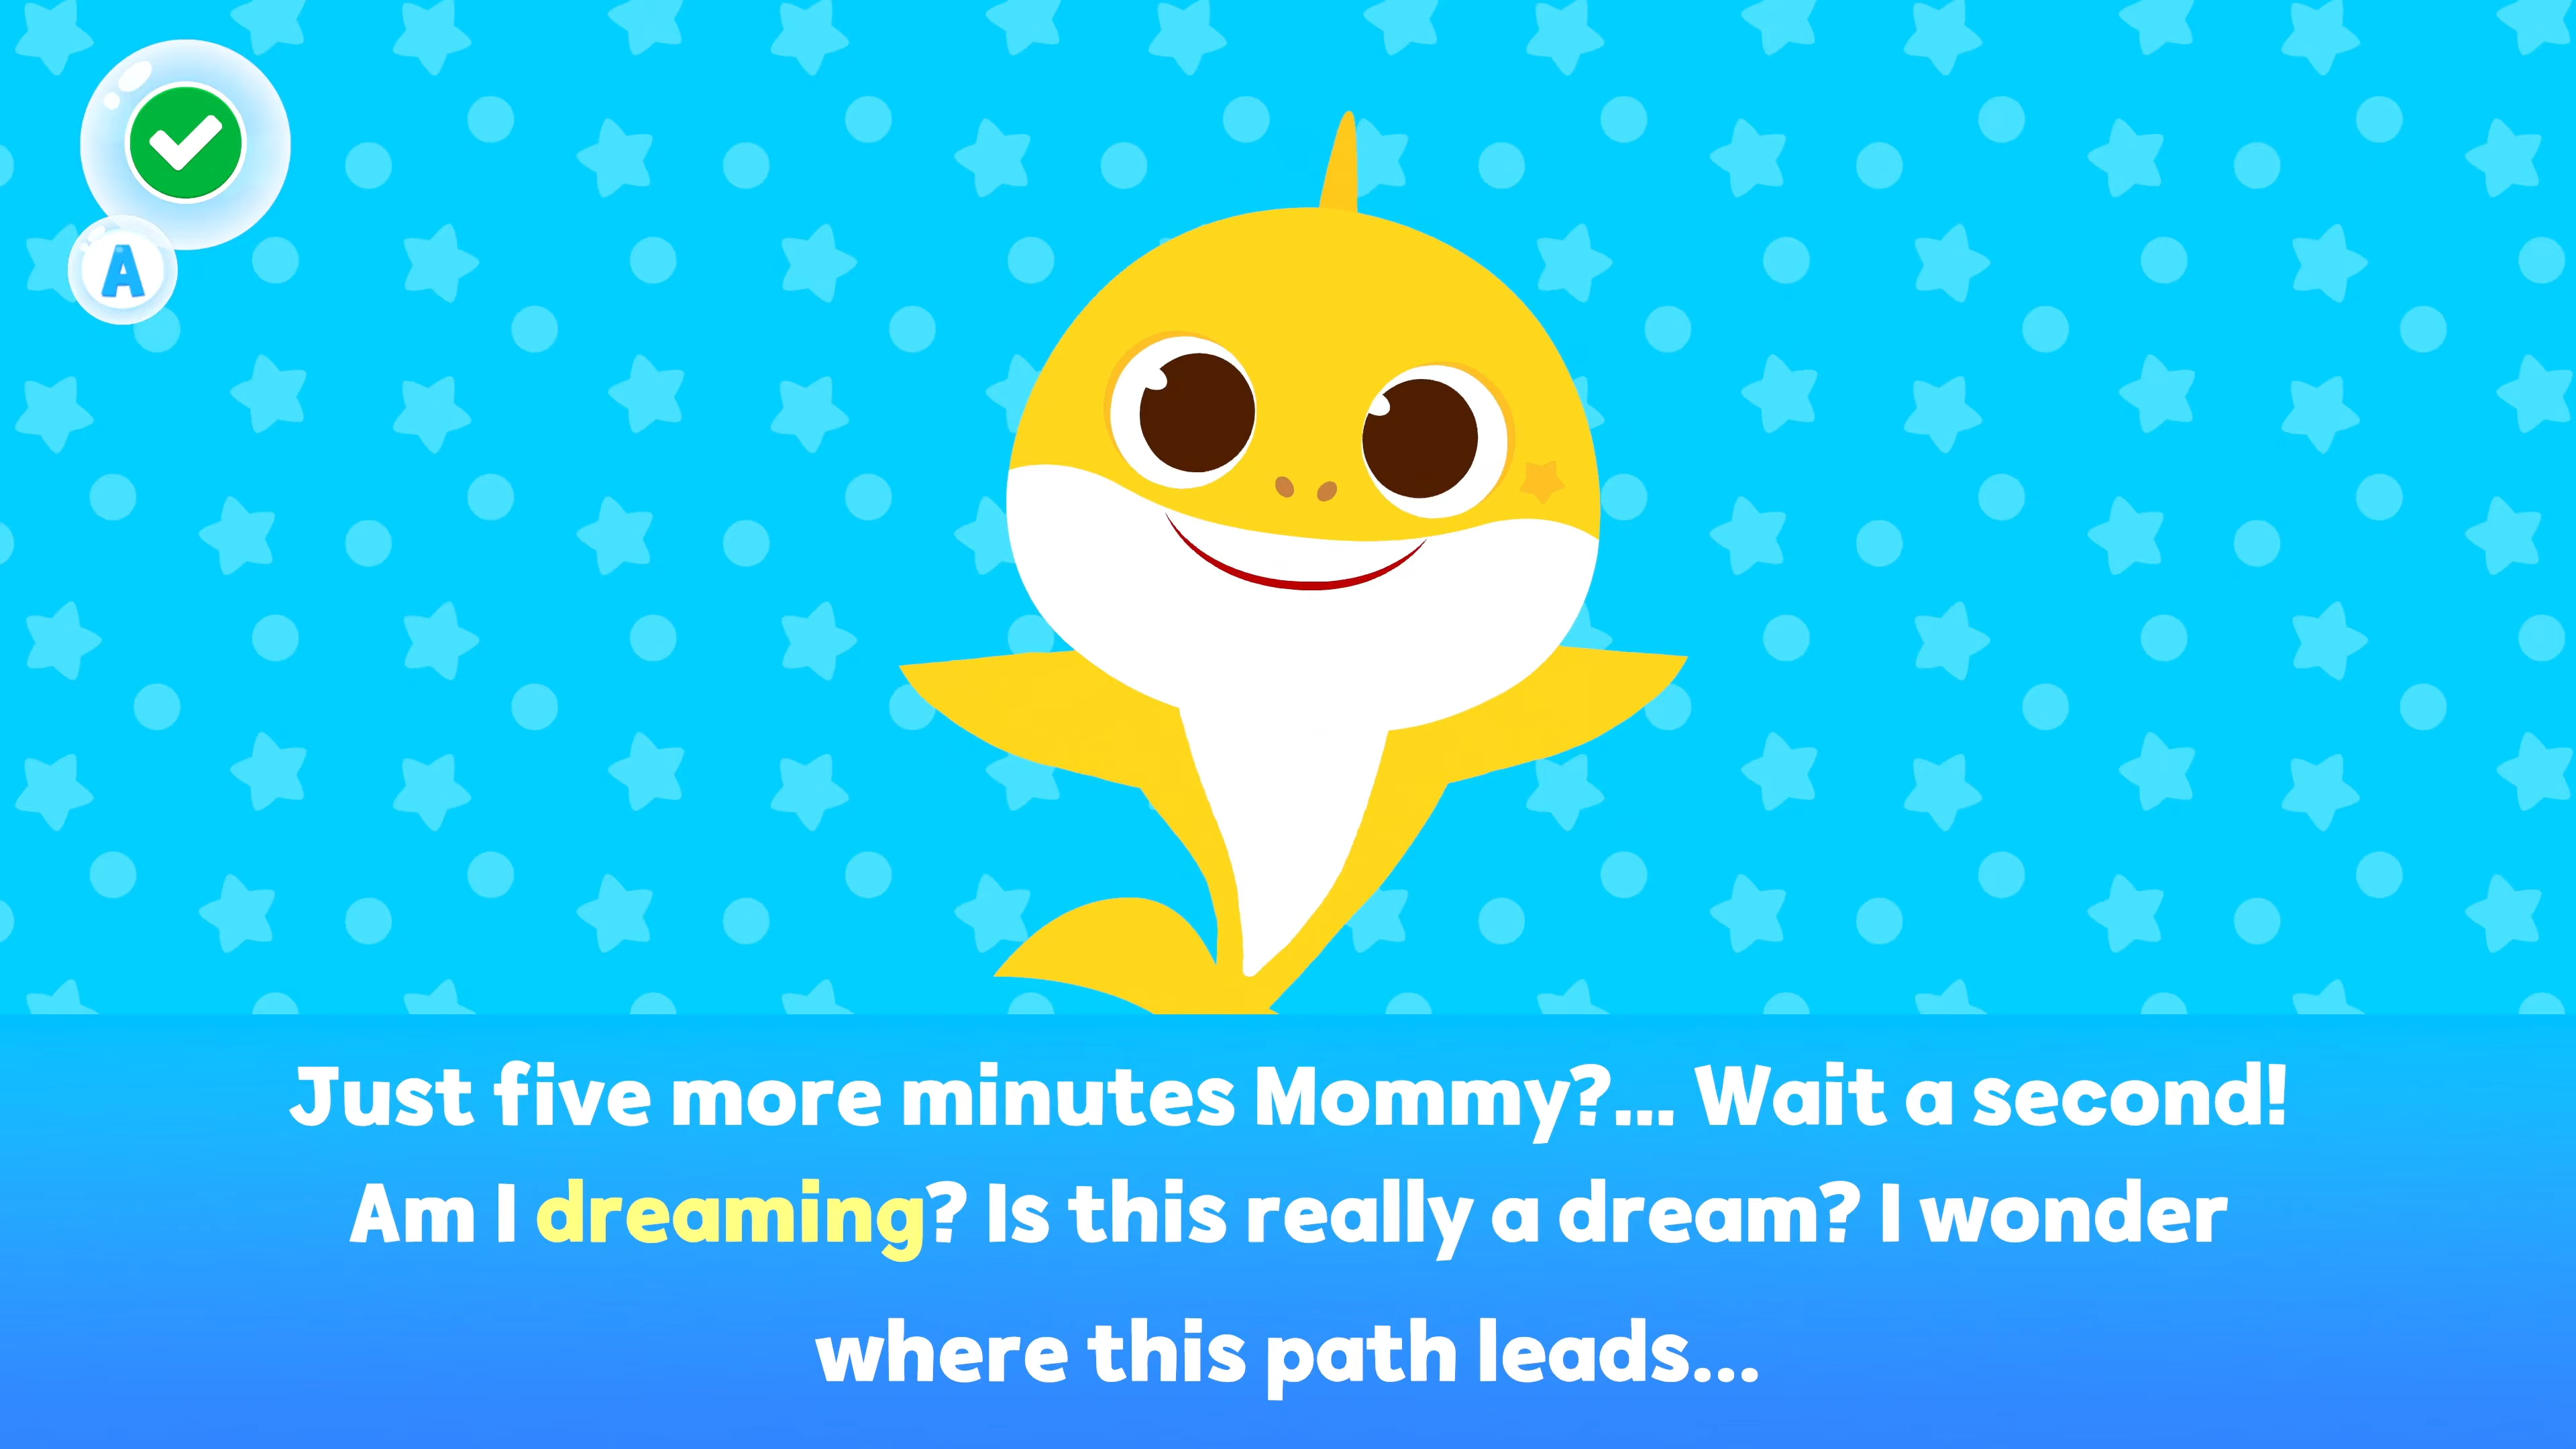 A
Just five more minutes Mommy?... Wait a second!
Am I dreaming? Is this really a dream? I wonder
where this path leads...